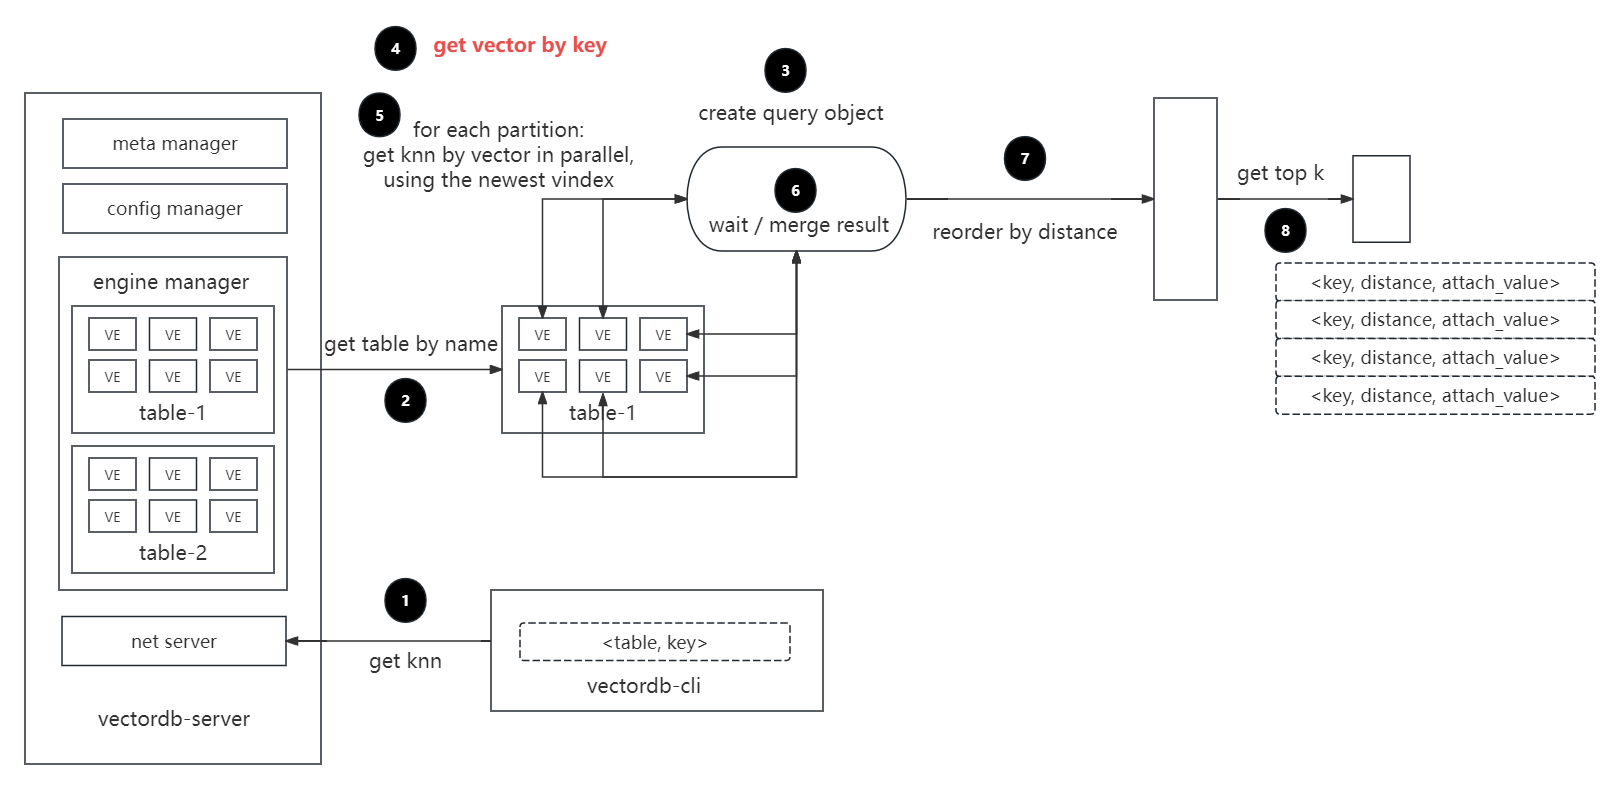 4
get vector by key
3
create query object
5
for each partition:
get knn by vector in parallel,
using the newest vindex
6
wait / merge result
7
reorder by distance
get top k
8
<key, distance, attach_value>
<key, distance, attach_value>
<key, distance, attach_value>
<key, distance, attach_value>
meta manager
config manager
engine manager
VE VE VE
VE VE VE
table-1
VE VE VE
VE VE VE
table-2
get table by name
2
VE VE VE
VE VE VE
table-1
1
get knn
net server
vectordb-server
<table, key>
vectordb-cli